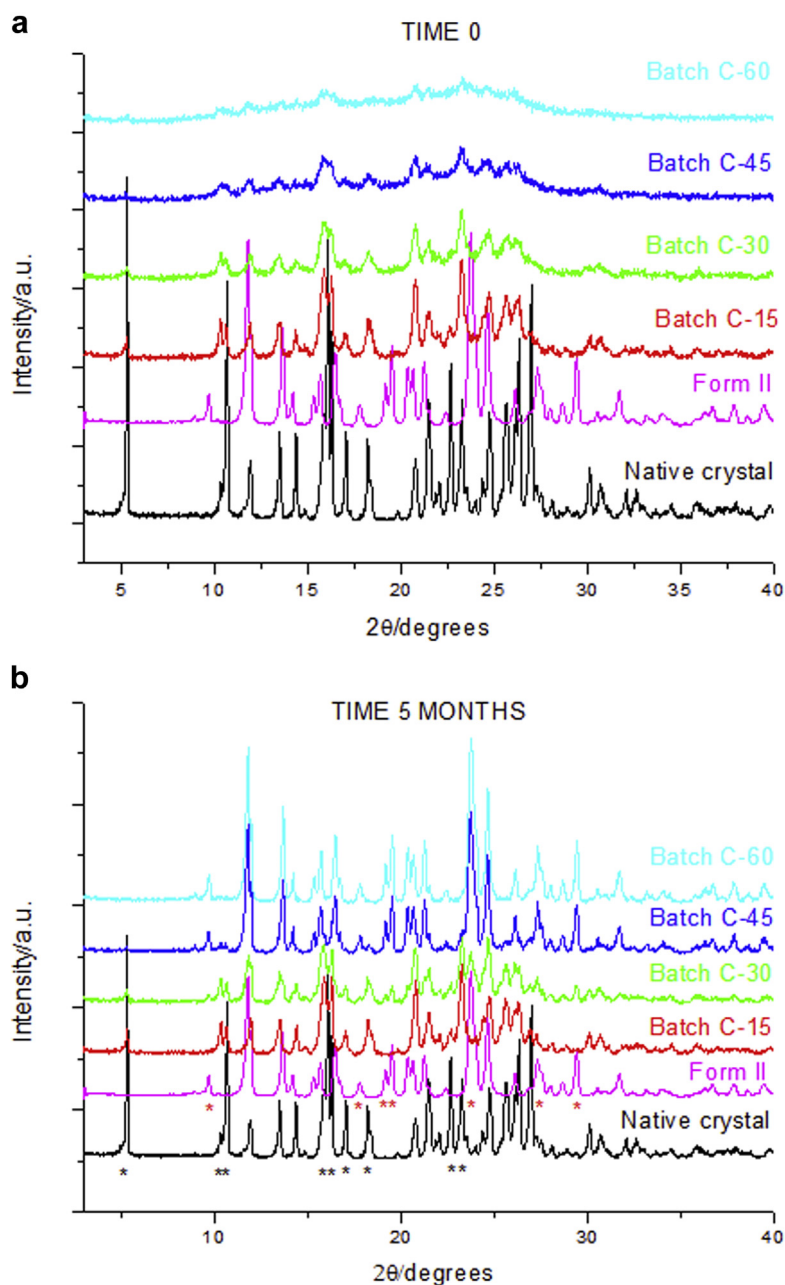 a
TIME 0
Batch C-60
Batch C-45
Batch C-30
Batch C-15
Form II
Native crystal
Intensity/a.u.
5 10 15 20 25 30 35 40
2θ/degrees
b
TIME 5 MONTHS
Batch C-60
Batch C-45
Batch C-30
Batch C-15
Form II
* * ** * * *
Native crystal
* ** ** * * **
Intensity/a.u.
10 20 30 40
2θ/degrees